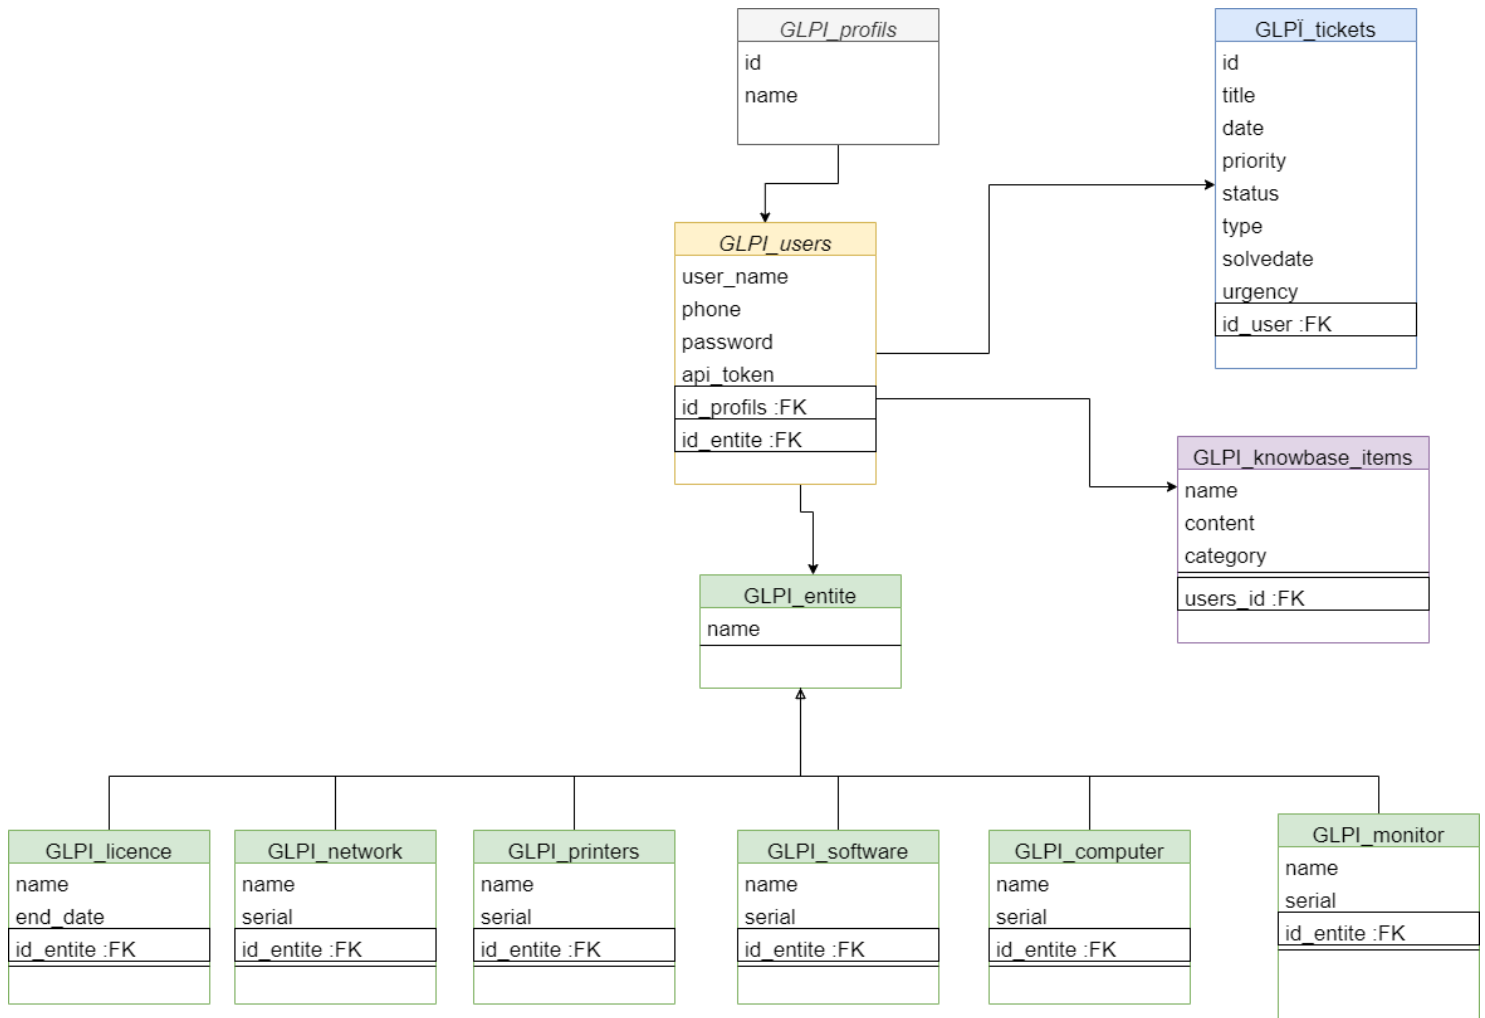 GLPI_profils
id
name
GLPÏ_tickets
id
title
date
priority
status
type
solvedate
urgency
id_user :FK
GLPI_users
user_name
phone
password
api_token
id_profils :FK
id_entite :FK
GLPI_knowbase_items
name
content
category
users_id :FK
GLPI_entite
name
GLPI_licence
name
end_date
id_entite :FK
GLPI_network
name
serial
id_entite :FK
GLPI_printers
name
serial
id_entite :FK
GLPI_software
name
serial
id_entite :FK
GLPI_computer
name
serial
id_entite :FK
GLPI_monitor
name
serial
id_entite :FK